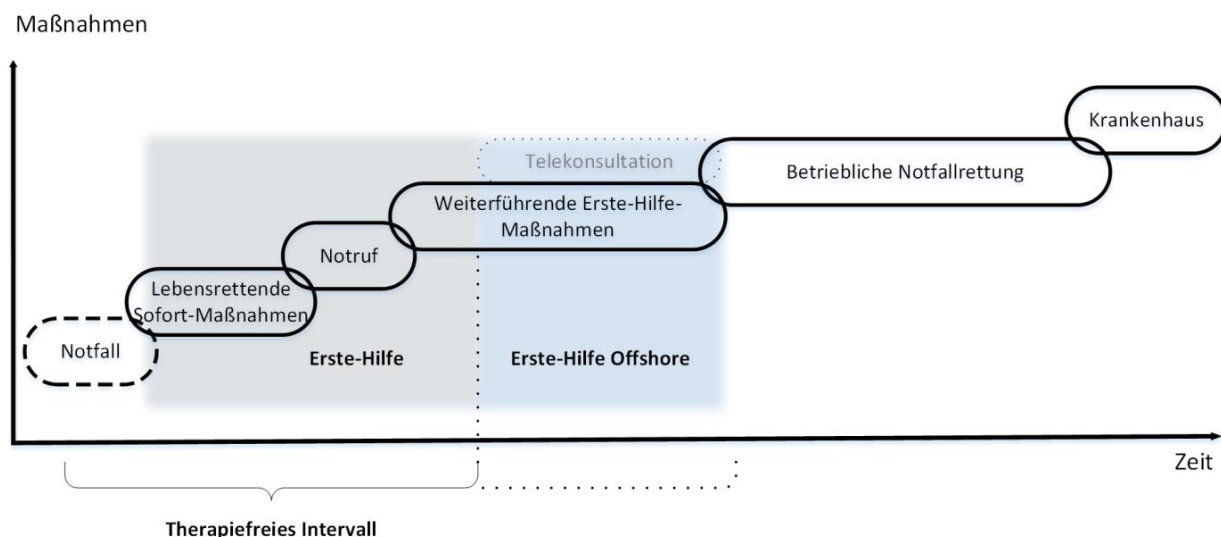 Maßnahmen
Krankenhaus
Telekonsultation
Betriebliche Notfallrettung
Weiterführende Erste-Hilfe-
Maßnahmen
Notruf
Lebensrettende
Sofort-Maßnahmen
Notfall
Erste-Hilfe
Erste-Hilfe Offshore
Zeit
Therapiefreies Intervall